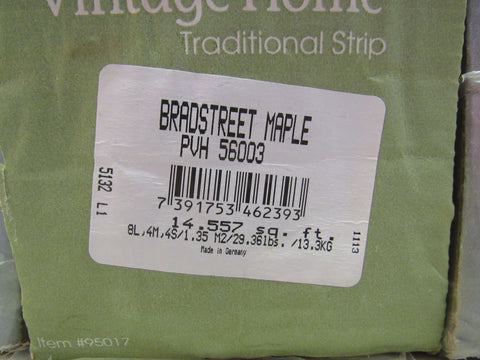 Vintage Home
Traditional Strip
BRADSTREET MAPLE
PVH 56003
5132 L1
7 391753 462393
14.557 sq. ft.
8L,4M,4S/1.35 M2/29.36lbs. /13.3KG
1113
Made in Germany
Item #95017